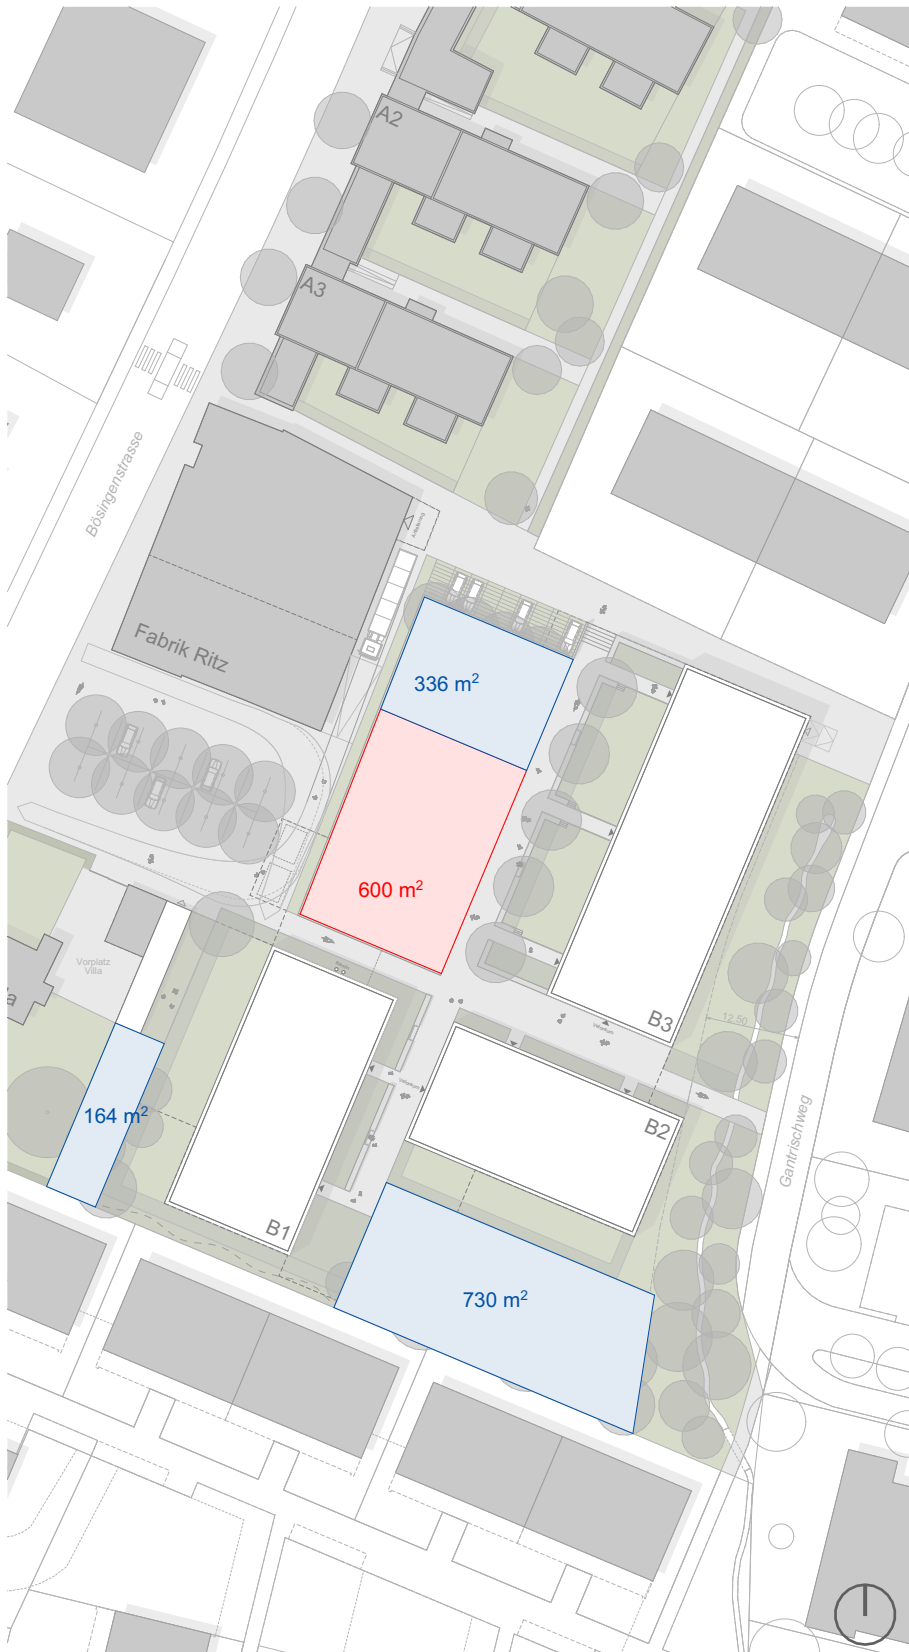 A2
A3
Bösingenstrasse
Anlieferung
Fabrik Ritz
336 m²
600 m²
Vorplatz
Villa
12.50
B3
164 m²
B2
Gantrischweg
B1
730 m²